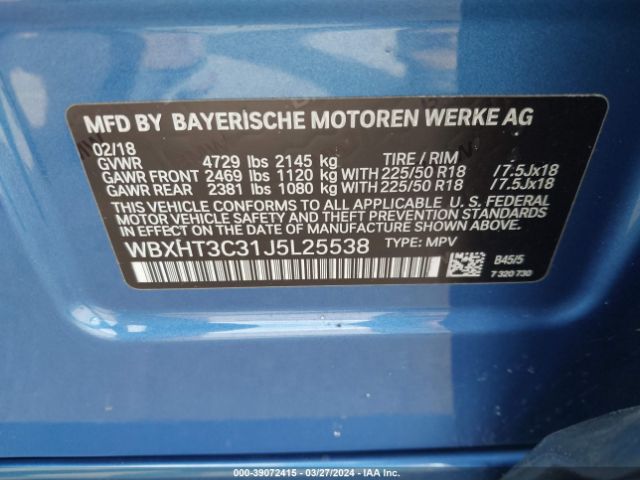 MFD BY BAYERISCHE MOTOREN WERKE AG
02/18
GVWR 4729 lbs 2145 kg TIRE / RIM
GAWR FRONT 2469 lbs 1120 kg WITH 225/50 R18 /7.5Jx18
GAWR REAR 2381 lbs 1080 kg WITH 225/50 R18 /7.5Jx18
THIS VEHICLE CONFORMS TO ALL APPLICABLE U. S. FEDERAL
MOTOR VEHICLE SAFETY STANDARDS IN EFFECT ON THE DATE
OF MANUFACTURE SHOWN ABOVE.
WBXHT3C31J5L25538 TYPE: MPV
B45/5
7 320 730
000-39072415 - 03/27/2024 - IAA Inc.